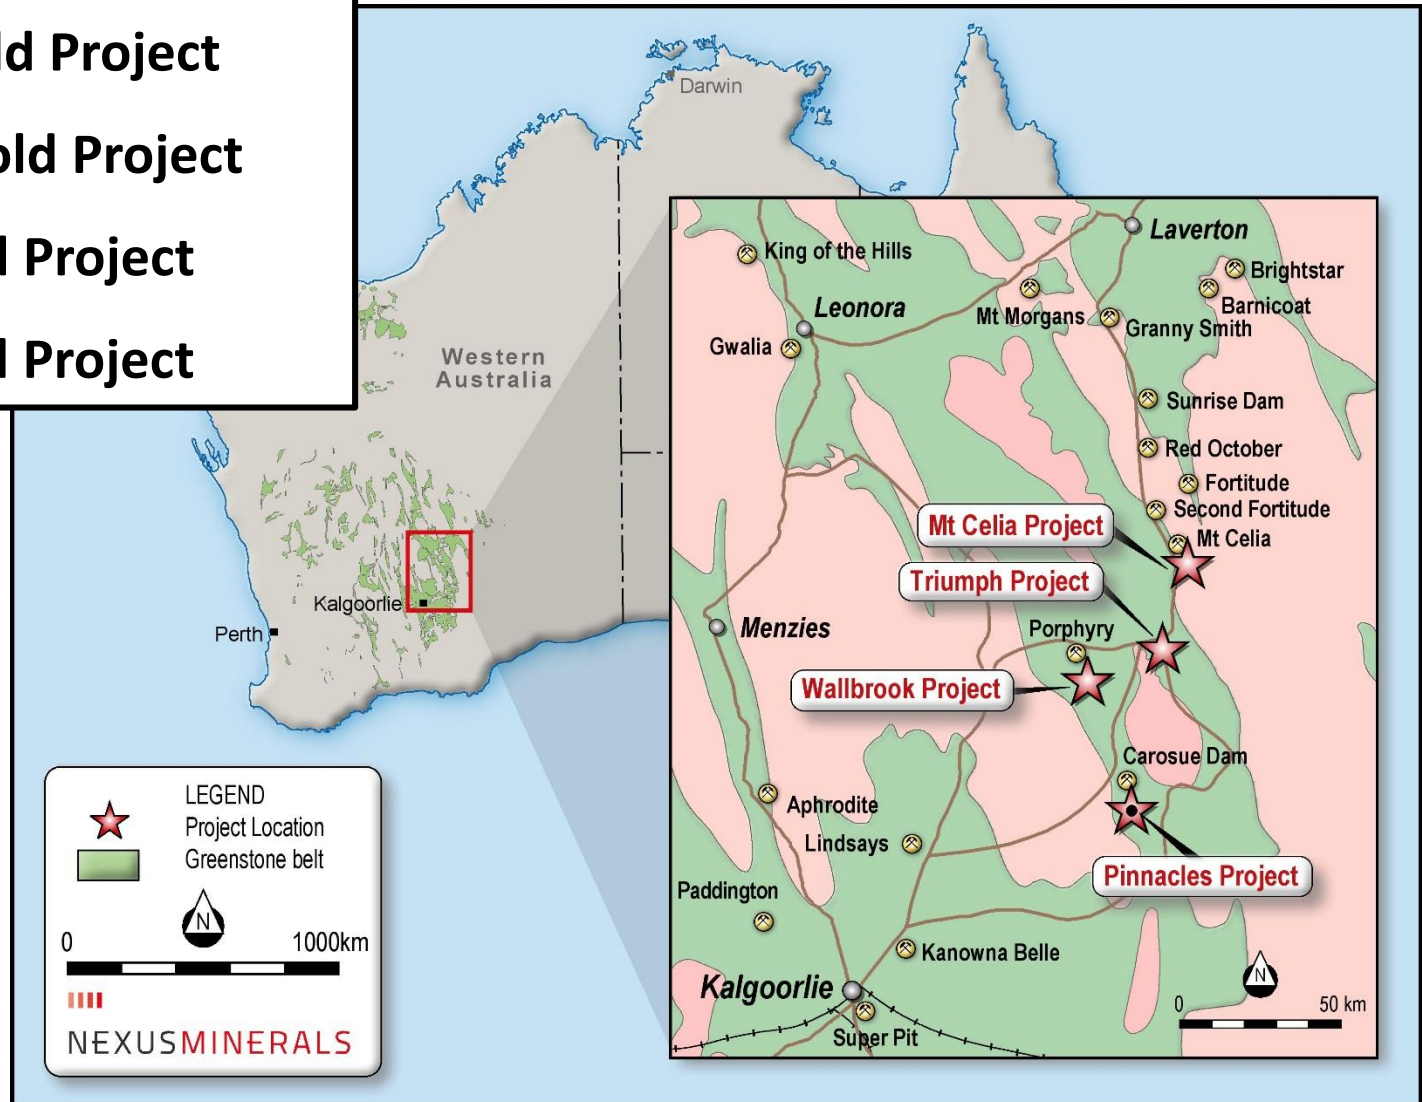 Project
Project
Project
Project
Darwin
Western
Australia
Kalgoorlie
Perth
King of the Hills
Laverton
Brightstar
Barnicoat
Leonora
Mt Morgans
Granny Smith
Gwalia
Sunrise Dam
Red October
Fortitude
Second Fortitude
Mt Celia Project
Mt Celia
Triumph Project
Menzies
Porphyry
Wallbrook Project
Carosue Dam
Aphrodite
Lindsays
Pinnacles Project
Paddington
Kanowna Belle
Kalgoorlie
Super Pit
N
0 50 km
LEGEND
Project Location
Greenstone belt
N
0 1000km
NEXUSMINERALS